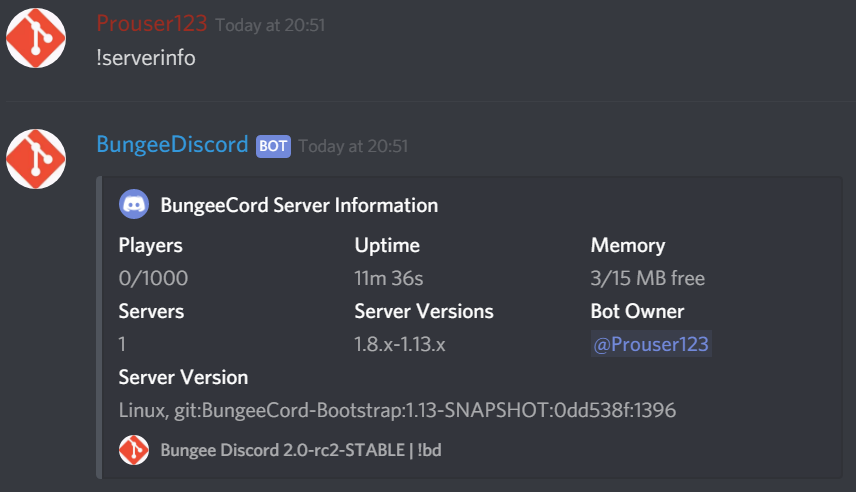 Prouser123 Today at 20:51
!serverinfo
BungeeDiscord BOT Today at 20:51
BungeeCord Server Information
Players Uptime Memory
0/1000 11m 36s 3/15 MB free
Servers Server Versions Bot Owner
1 1.8.x-1.13.x @Prouser123
Server Version
Linux, git:BungeeCord-Bootstrap:1.13-SNAPSHOT:0dd538f:1396
Bungee Discord 2.0-rc2-STABLE | !bd